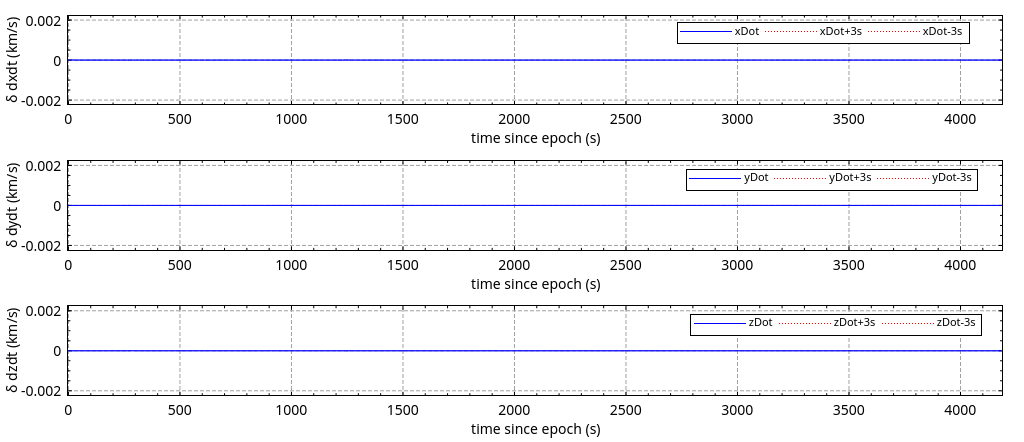 δ dxdt (km/s)
0.002
0
-0.002
xDot xDot+3s xDot-3s
0 500 1000 1500 2000 2500 3000 3500 4000
time since epoch (s)
δ dydt (km/s)
0.002
0
-0.002
yDot yDot+3s yDot-3s
0 500 1000 1500 2000 2500 3000 3500 4000
time since epoch (s)
δ dzdt (km/s)
0.002
0
-0.002
zDot zDot+3s zDot-3s
0 500 1000 1500 2000 2500 3000 3500 4000
time since epoch (s)